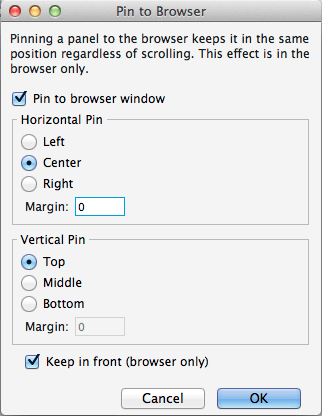 Pin to Browser
Pinning a panel to the browser keeps it in the same
position regardless of scrolling. This effect is in the
browser only.
Pin to browser window
Horizontal Pin
Left
Center
Right
Margin: 0
Vertical Pin
Top
Middle
Bottom
Margin: 0
Keep in front (browser only)
Cancel OK